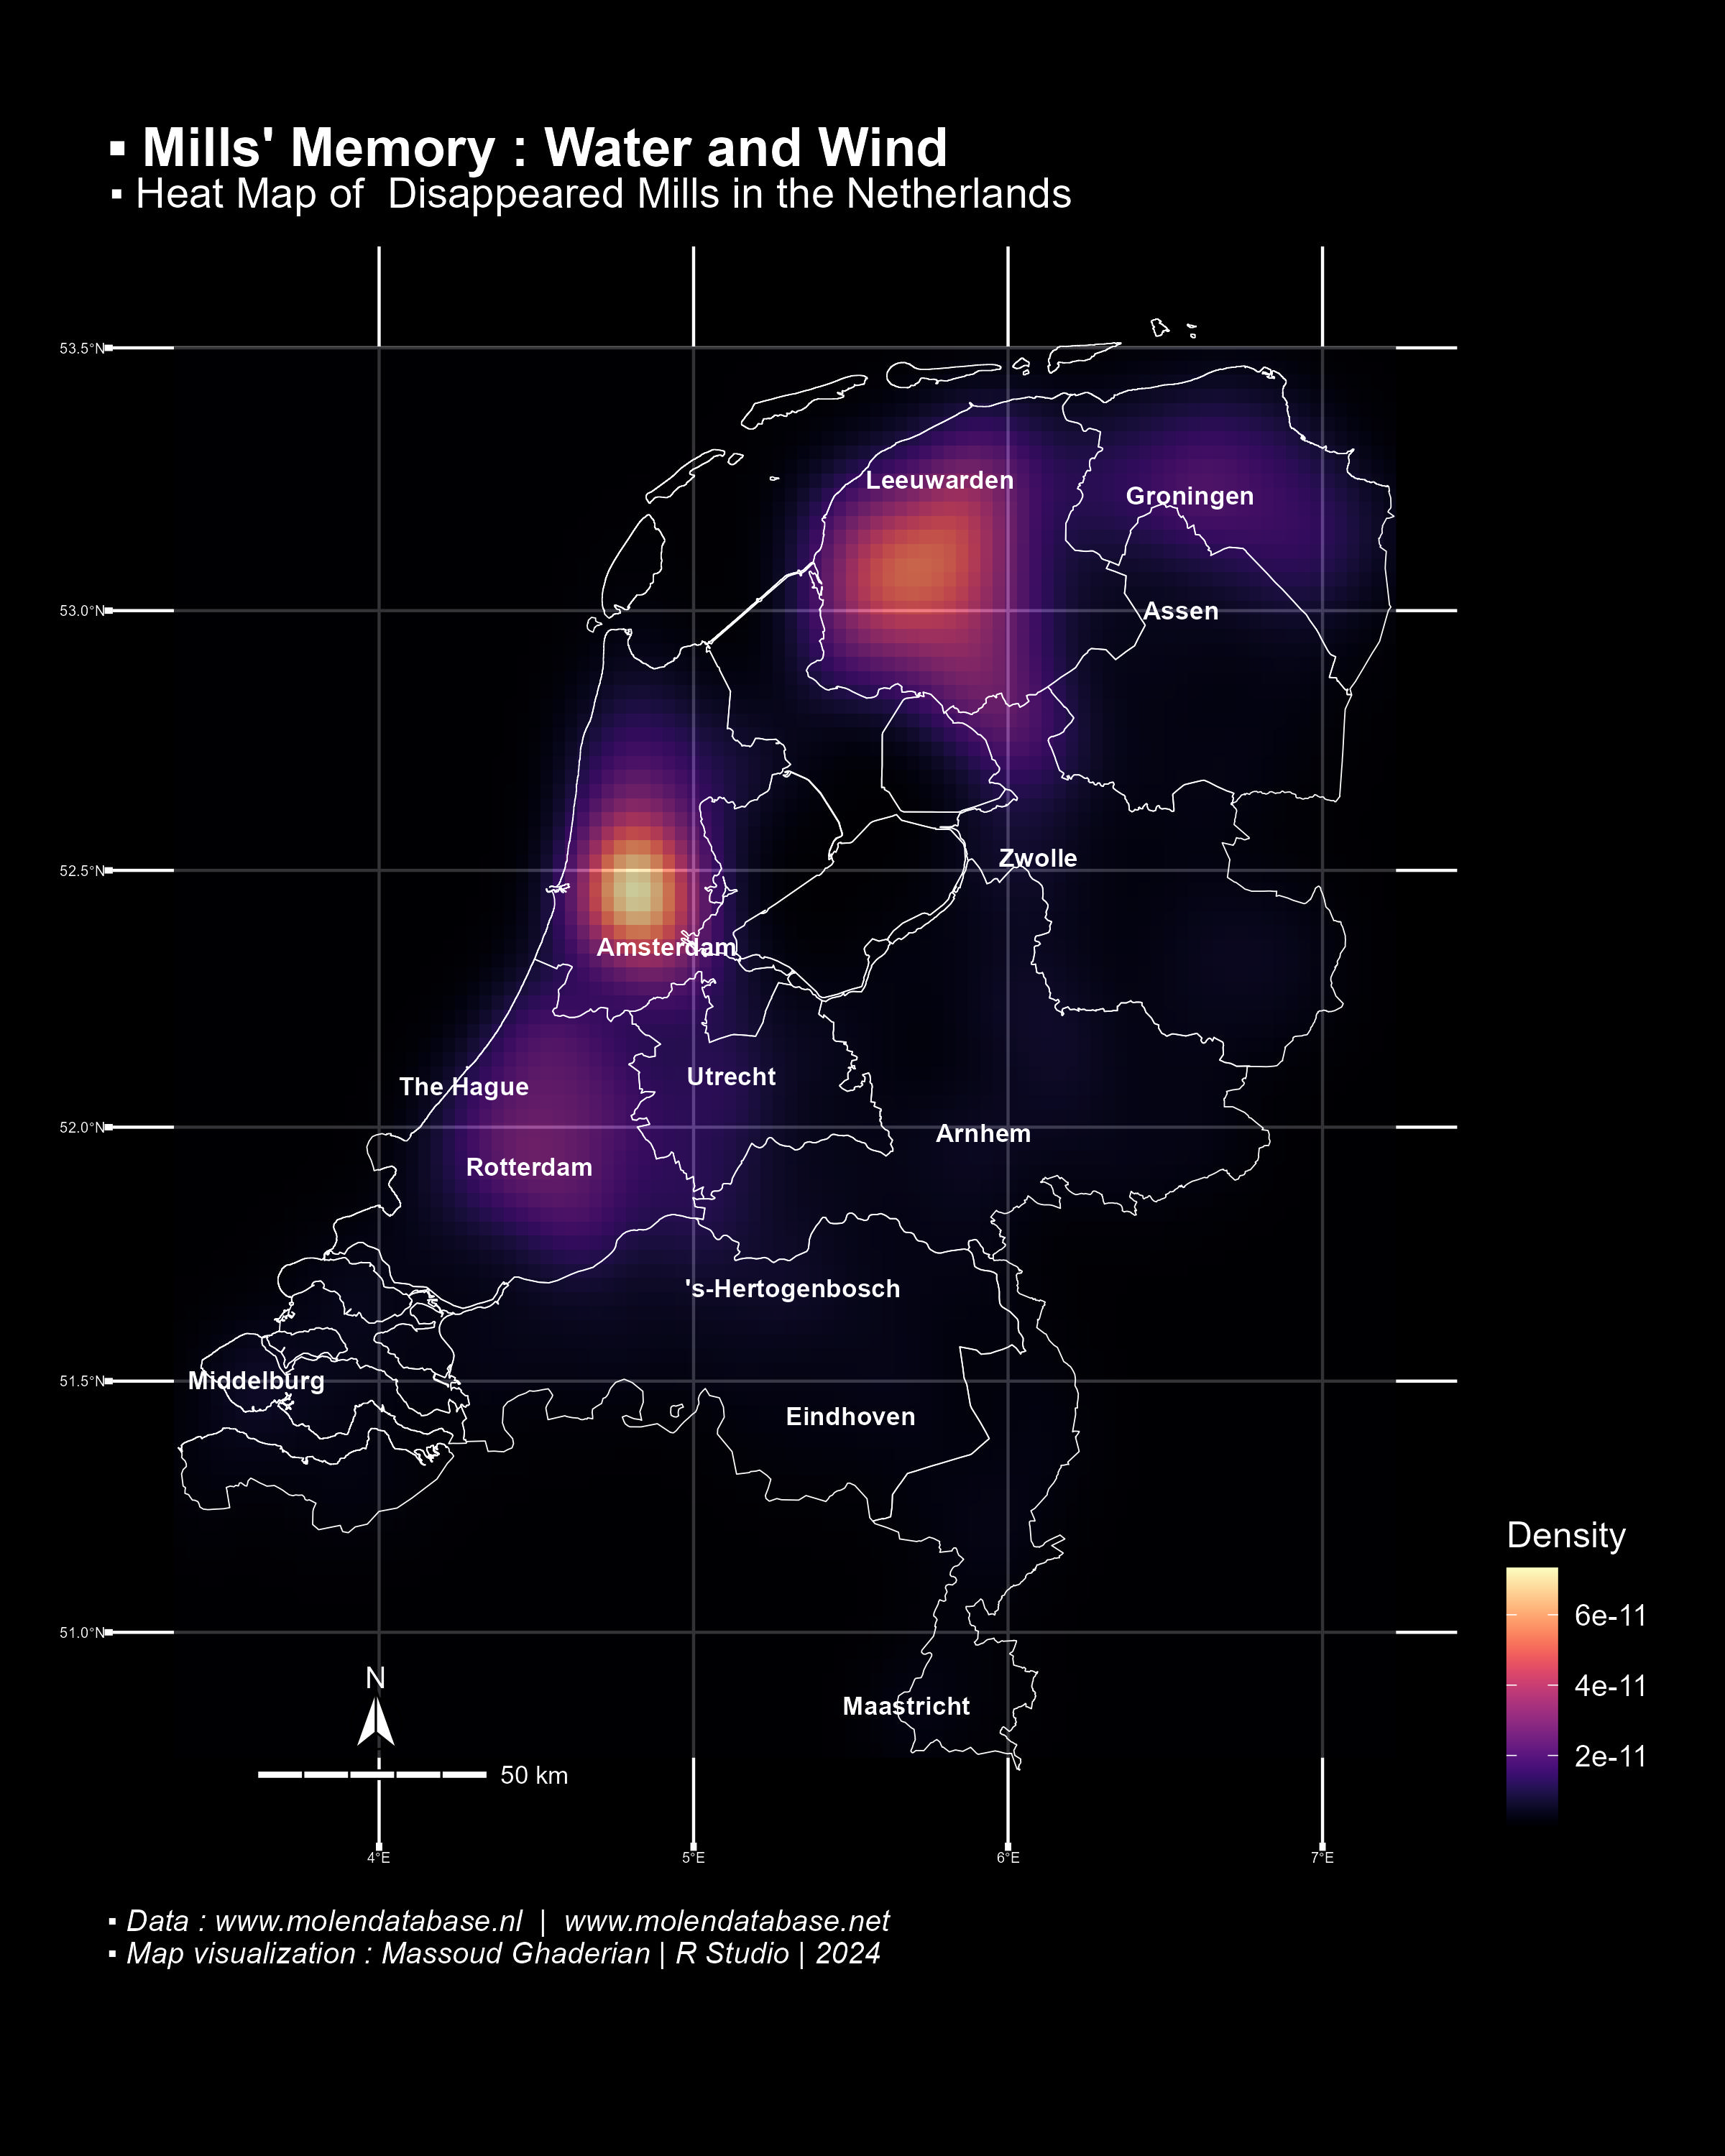 ▪ Mills' Memory : Water and Wind
▪ Heat Map of  Disappeared Mills in the Netherlands
53.5°N
Leeuwarden
Groningen
53.0°N
Assen
52.5°N
Zwolle
Amsterdam
Utrecht
The Hague
52.0°N
Arnhem
Rotterdam
's-Hertogenbosch
51.5°N
Middelburg
Eindhoven
Density
6e-11
4e-11
2e-11
51.0°N
N
Maastricht
50 km
4°E
5°E
6°E
7°E
▪ Data : www.molendatabase.nl  |  www.molendatabase.net
▪ Map visualization : Massoud Ghaderian | R Studio | 2024